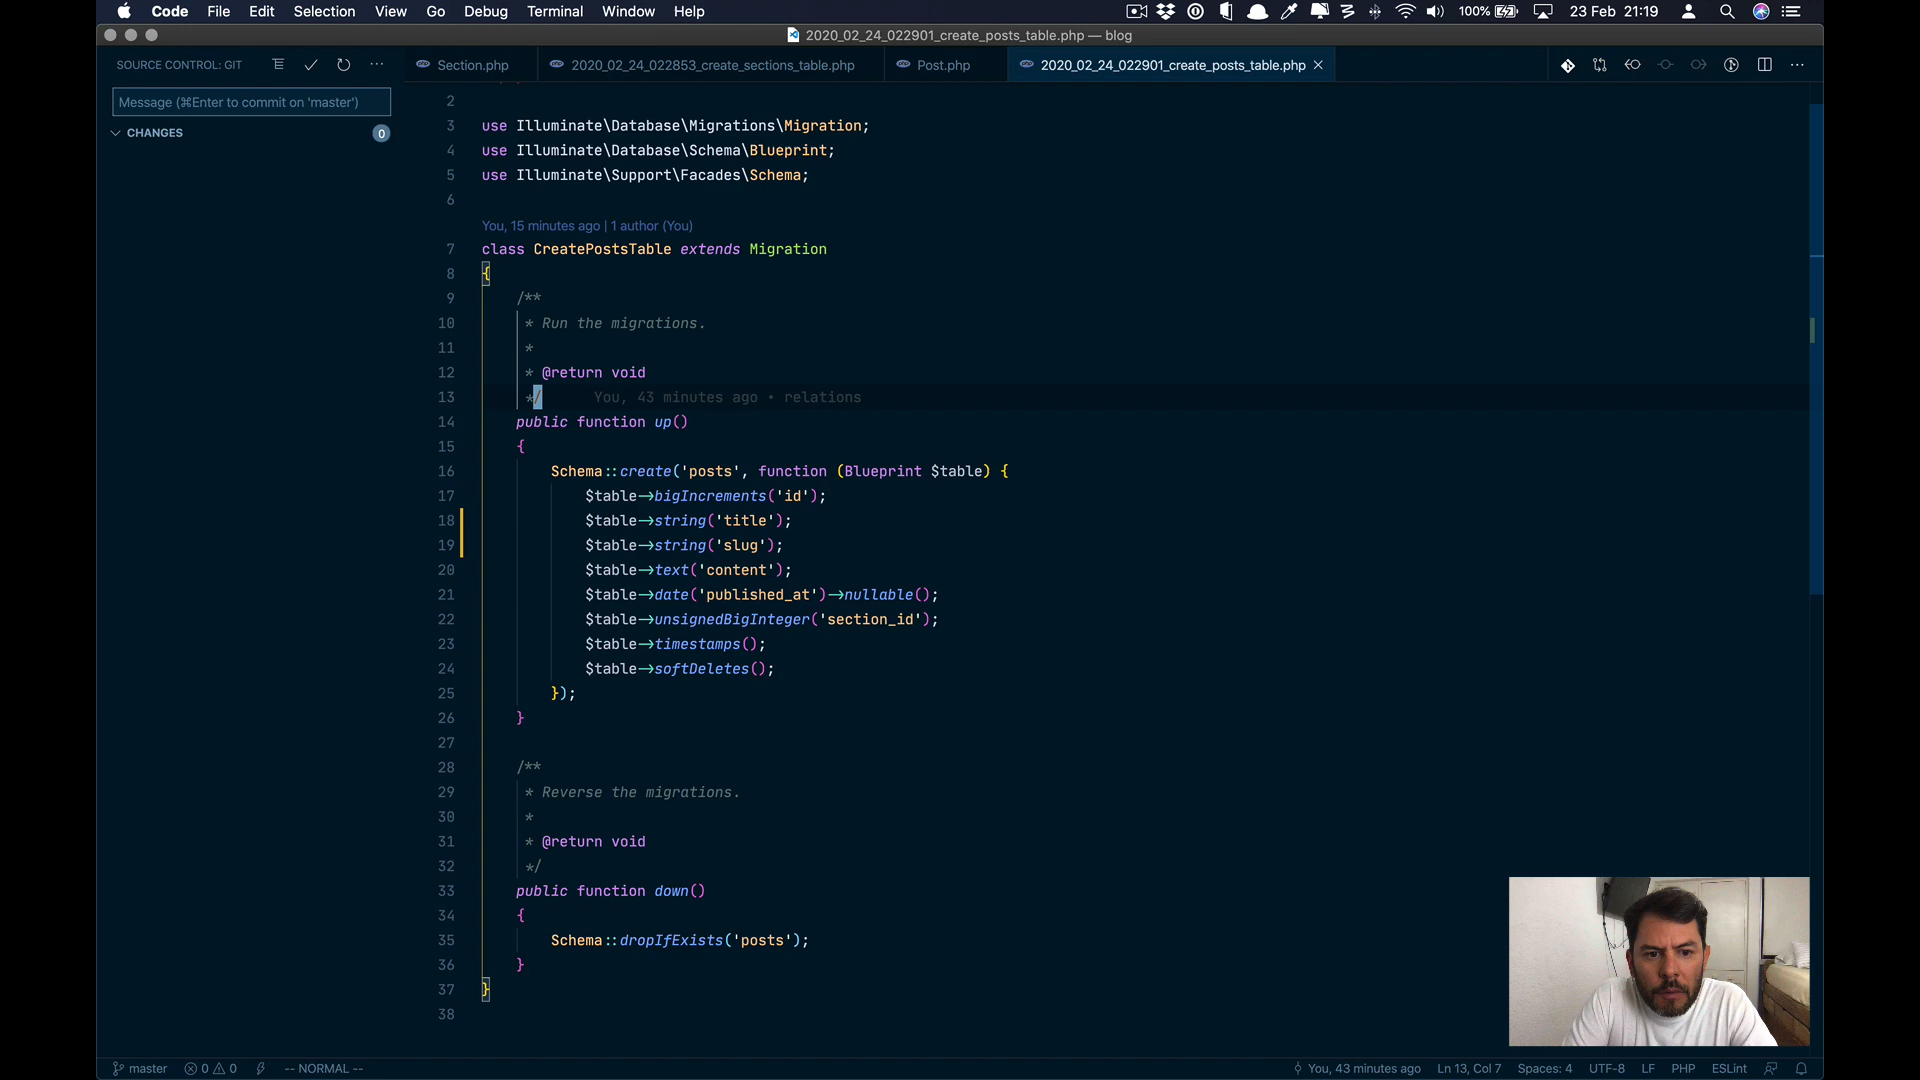 Code File Edit Selection View Go Debug Terminal Window Help 100% 23 Feb 21:19
2020_02_24_022901_create_posts_table.php — blog
SOURCE CONTROL: GIT
Section.php 2020_02_24_022853_create_sections_table.php Post.php 2020_02_24_022901_create_posts_table.php
Message (⌘Enter to commit on 'master')
CHANGES 0
2
3 use Illuminate\Database\Migrations\Migration;
4 use Illuminate\Database\Schema\Blueprint;
5 use Illuminate\Support\Facades\Schema;
6
You, 15 minutes ago | 1 author (You)
7 class CreatePostsTable extends Migration
8 {
9 /**
10 * Run the migrations.
11 *
12 * @return void
13 */ You, 43 minutes ago • relations
14 public function up()
15 {
16 Schema::create('posts', function (Blueprint $table) {
17 $table->bigIncrements('id');
18 $table->string('title');
19 $table->string('slug');
20 $table->text('content');
21 $table->date('published_at')->nullable();
22 $table->unsignedBigInteger('section_id');
23 $table->timestamps();
24 $table->softDeletes();
25 });
26 }
27
28 /**
29 * Reverse the migrations.
30 *
31 * @return void
32 */
33 public function down()
34 {
35 Schema::dropIfExists('posts');
36 }
37 }
38
master 0 0 -- NORMAL -- You, 43 minutes ago Ln 13, Col 7 Spaces: 4 UTF-8 LF PHP ESLint